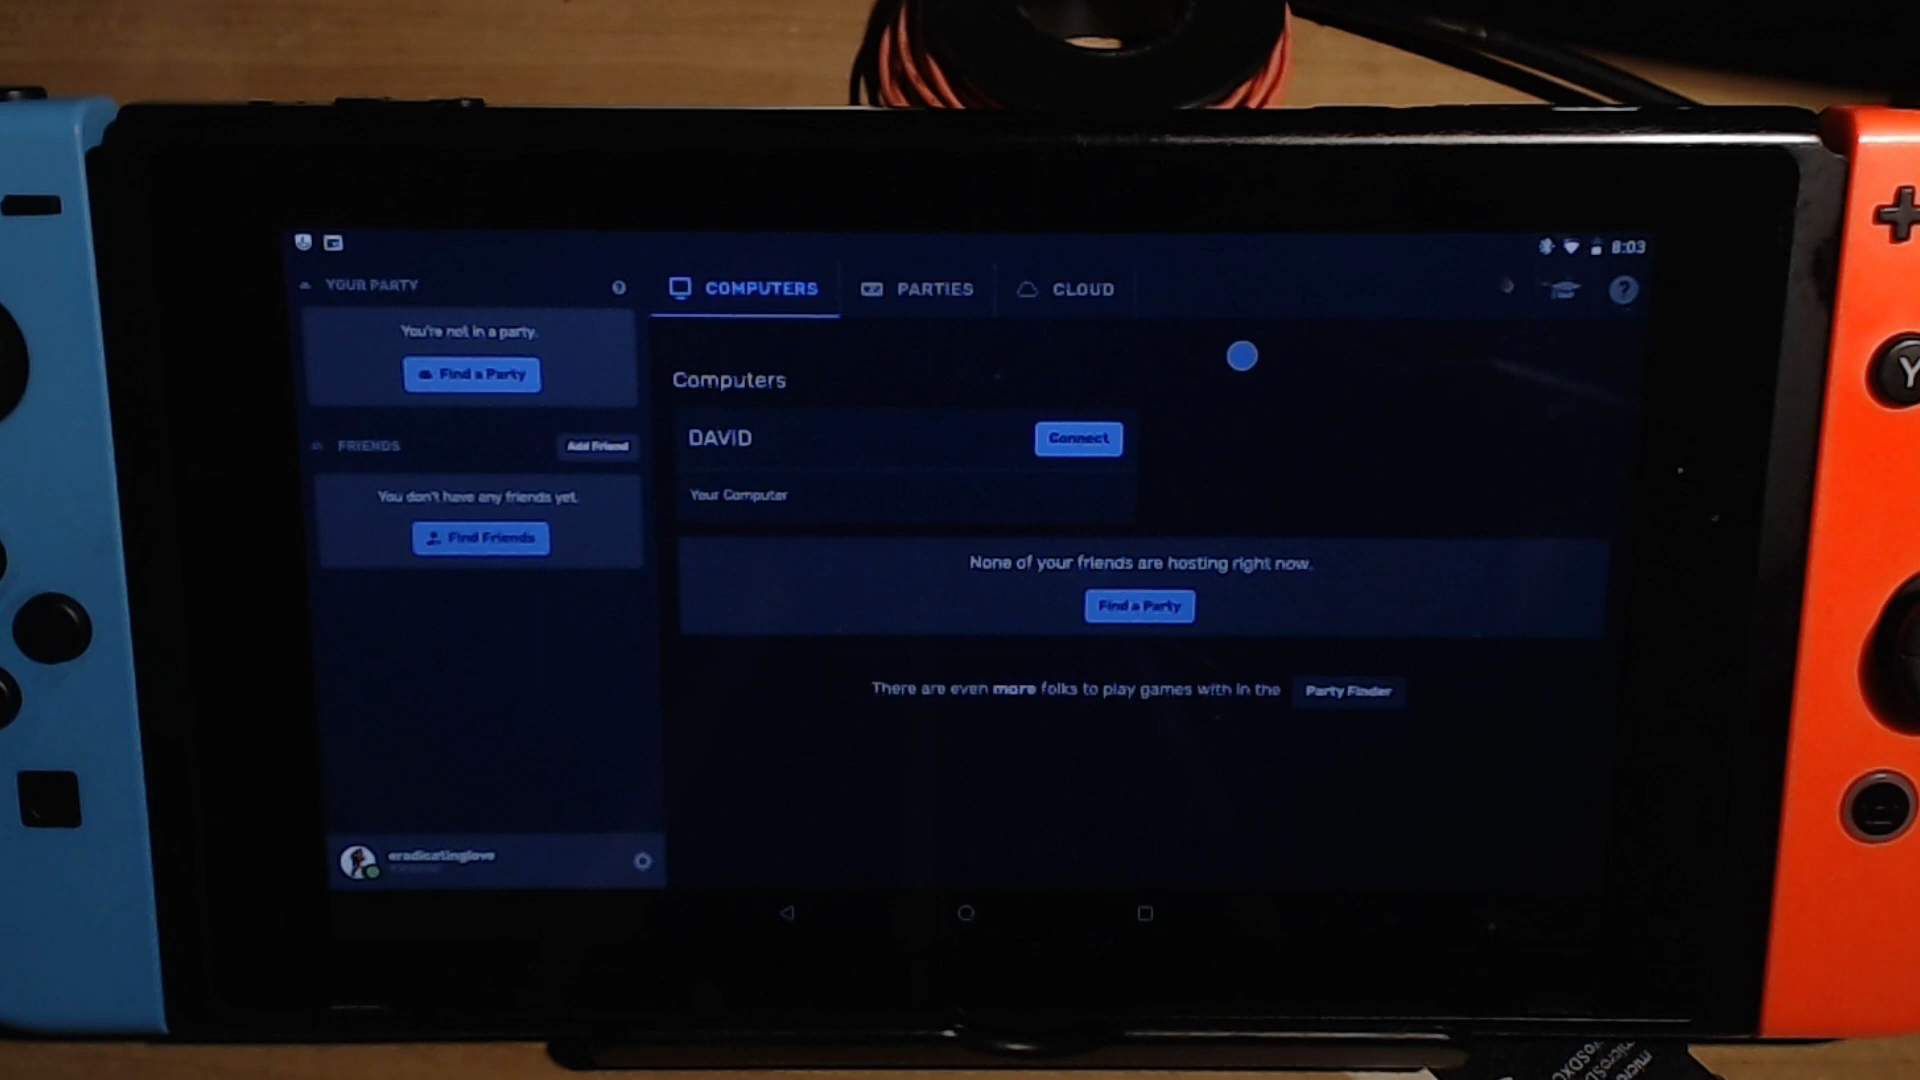 8:03
YOUR PARTY
?
COMPUTERS
PARTIES
CLOUD
?
You're not in a party.
Find a Party
Computers
DAVID
Connect
FRIENDS
Add Friend
Your Computer
You don't have any friends yet.
Find Friends
None of your friends are hosting right now.
Find a Party
There are even more folks to play games with in the
Party Finder
eradicatinglove
Y